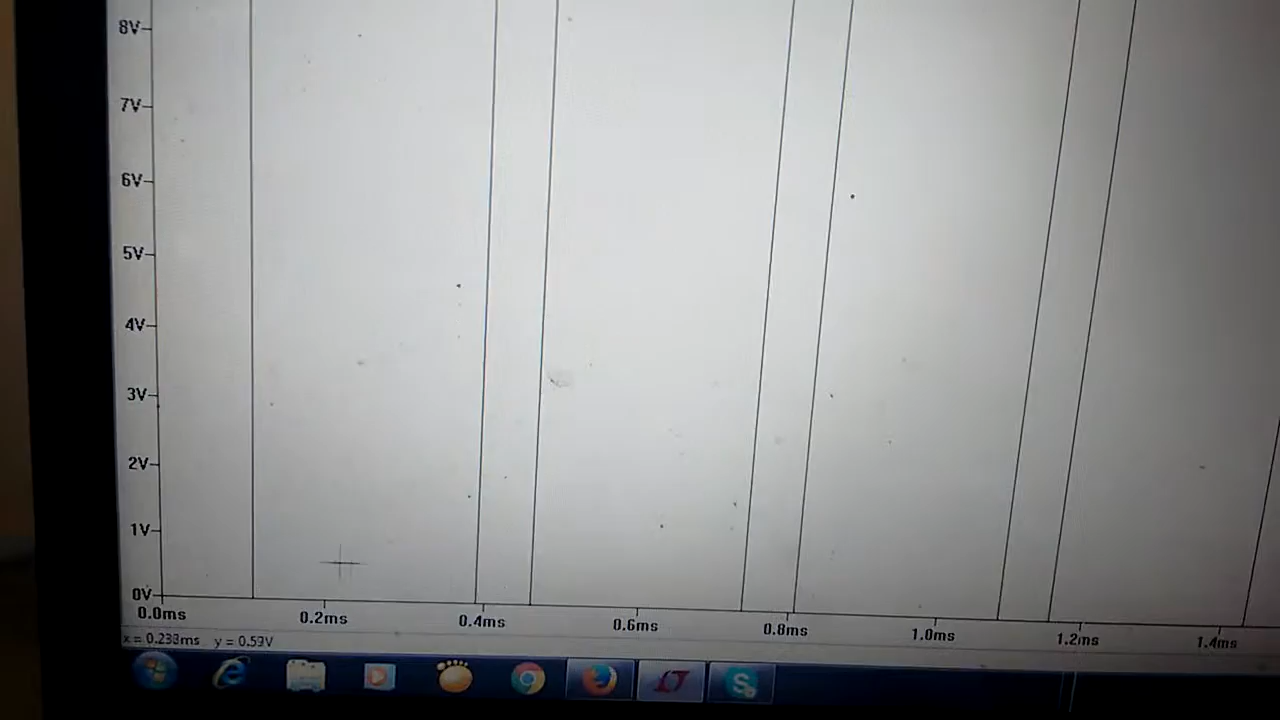 8V
7V
6V
5V
4V
3V
2V
1V
0V
0.0ms 0.2ms 0.4ms 0.6ms 0.8ms 1.0ms 1.2ms 1.4ms
x = 0.233ms y = 0.59V